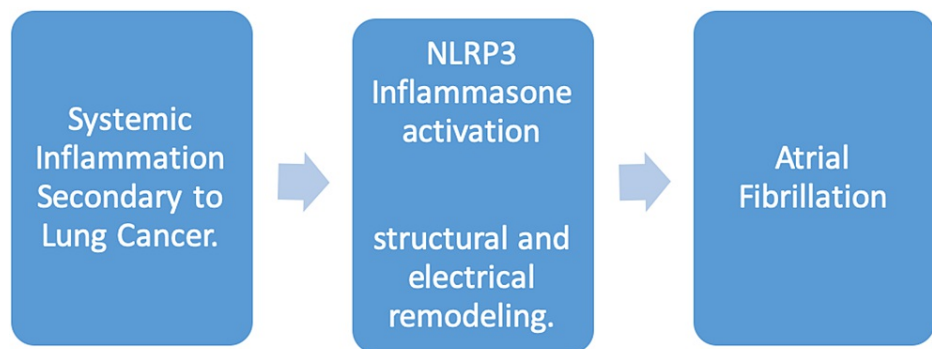 Systemic
Inflammation
Secondary to
Lung Cancer.
NLRP3
Inflammasone
activation
structural and
electrical
remodeling.
Atrial
Fibrillation